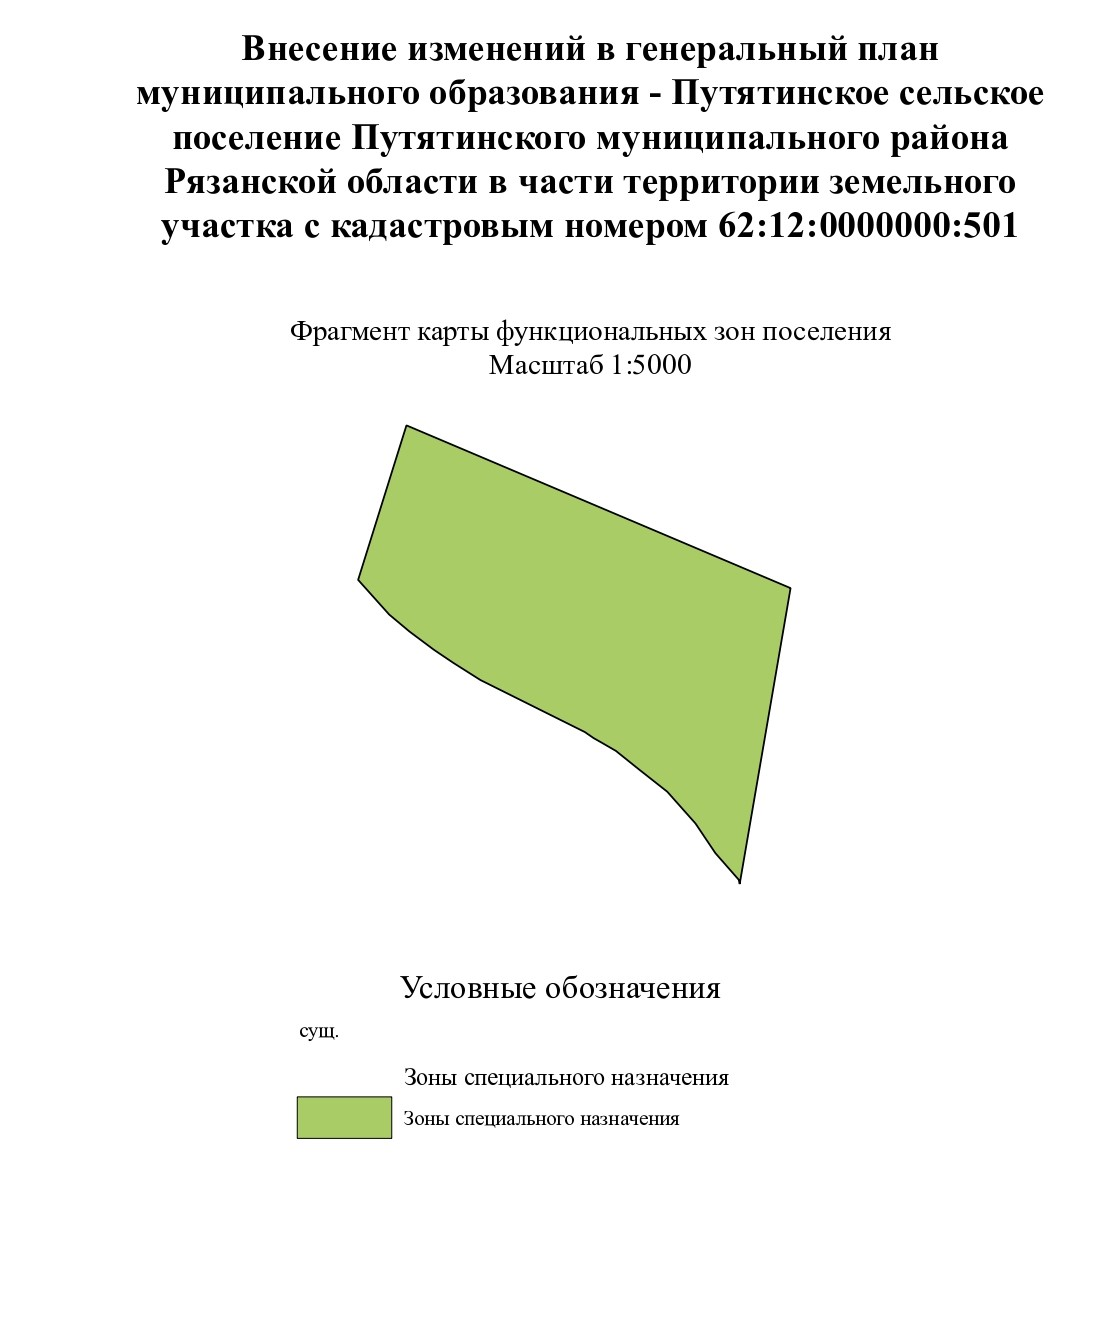 Внесение изменений в генеральный план
муниципального образования - Путятинское сельское
поселение Путятинского муниципального района
Рязанской области в части территории земельного
участка с кадастровым номером 62:12:0000000:501
Фрагмент карты функциональных зон поселения
Масштаб 1:5000
Условные обозначения
сущ.
Зоны специального назначения
Зоны специального назначения